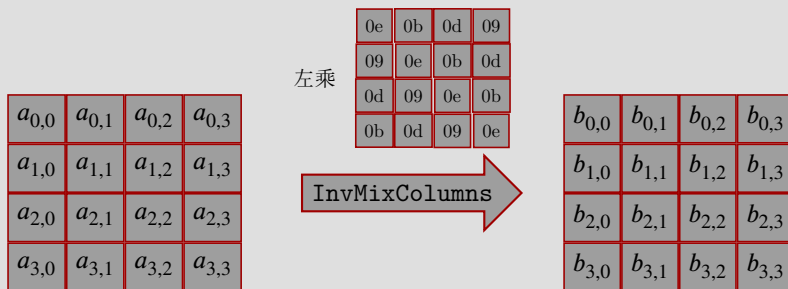 0e 0b 0d 09
09 0e 0b 0d
左乘
0d 09 0e 0b
0b 0d 09 0e
a0,0 a0,1 a0,2 a0,3
a1,0 a1,1 a1,2 a1,3
a2,0 a2,1 a2,2 a2,3
a3,0 a3,1 a3,2 a3,3
InvMixColumns
b0,0 b0,1 b0,2 b0,3
b1,0 b1,1 b1,2 b1,3
b2,0 b2,1 b2,2 b2,3
b3,0 b3,1 b3,2 b3,3